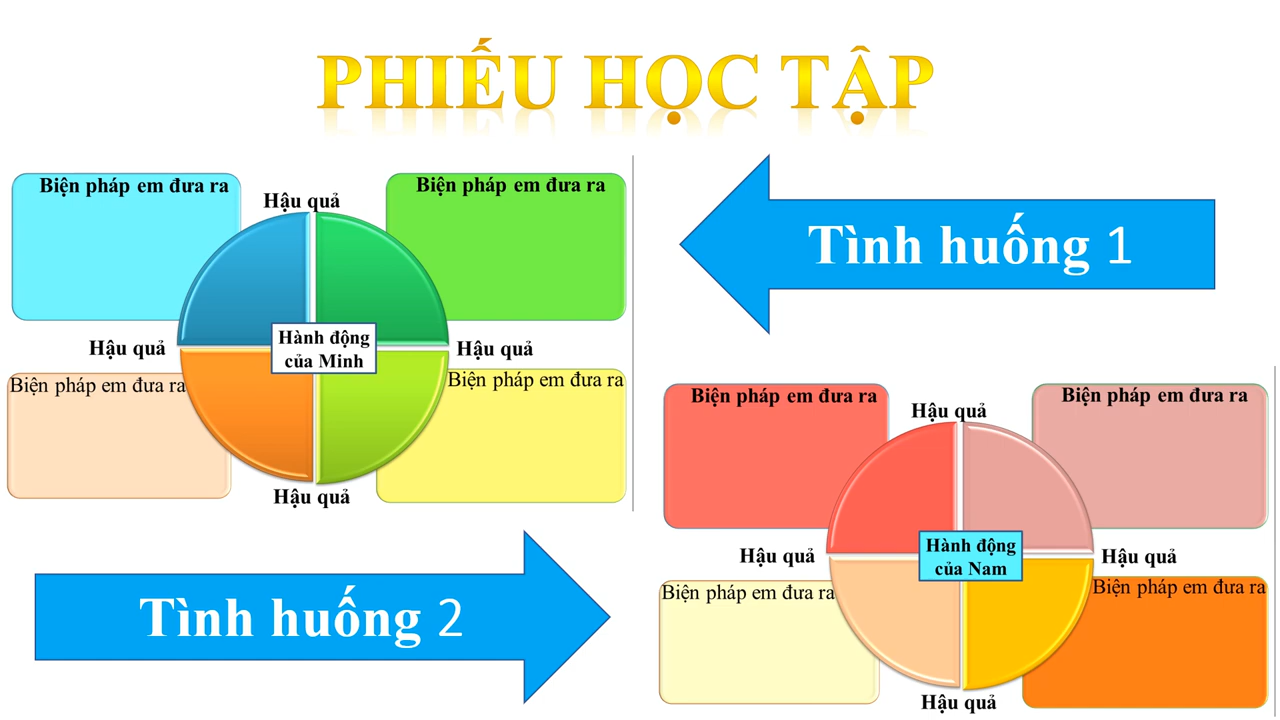 PHIẾU HỌC TẬP
Biện pháp em đưa ra
Hậu quả
Biện pháp em đưa ra
Hậu quả
Hành động
của Minh
Hậu quả
Biện pháp em đưa ra
Biện pháp em đưa ra
Hậu quả
Tình huống 1
Tình huống 2
Biện pháp em đưa ra
Hậu quả
Biện pháp em đưa ra
Hậu quả
Hành động
của Nam
Hậu quả
Biện pháp em đưa ra
Biện pháp em đưa ra
Hậu quả